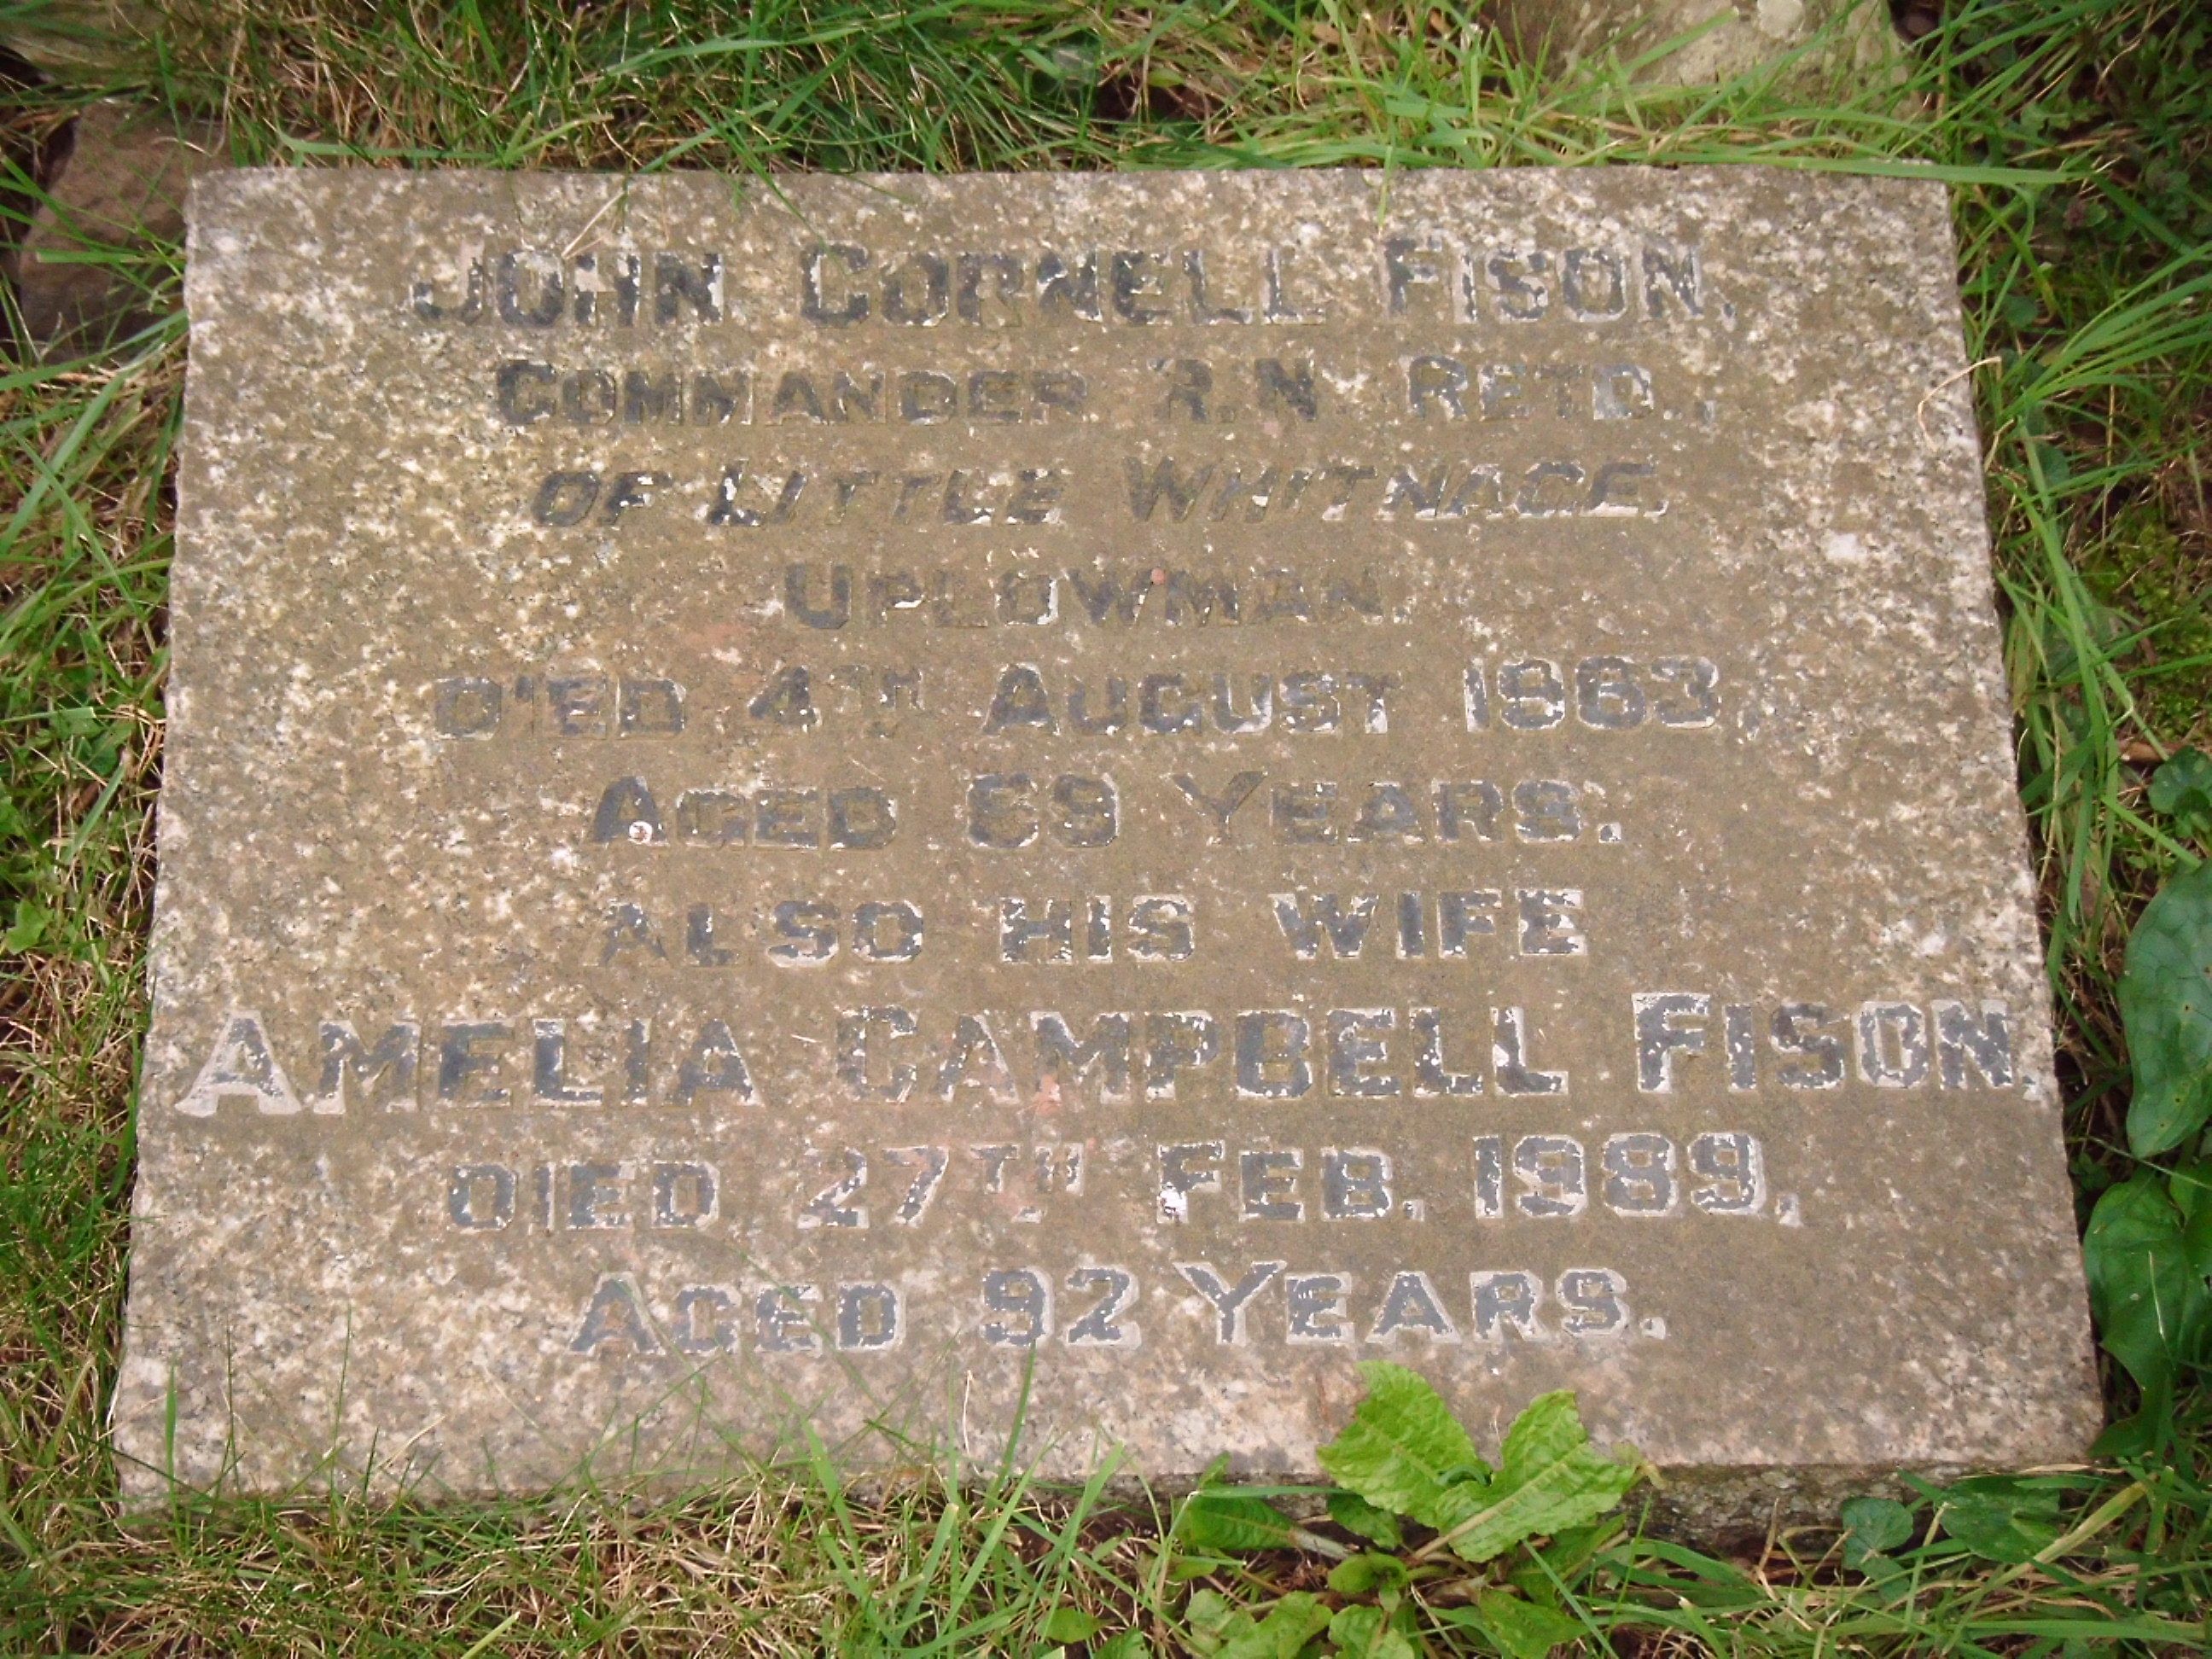 JOHN CORNELL FISON,
COMMANDER R.N. RETD.,
OF LITTLE WHITNAGE,
UPLOWMAN.
DIED 4TH AUGUST 1963,
AGED 69 YEARS.
ALSO HIS WIFE
AMELIA CAMPBELL FISON,
DIED 27TH FEB. 1989,
AGED 92 YEARS.